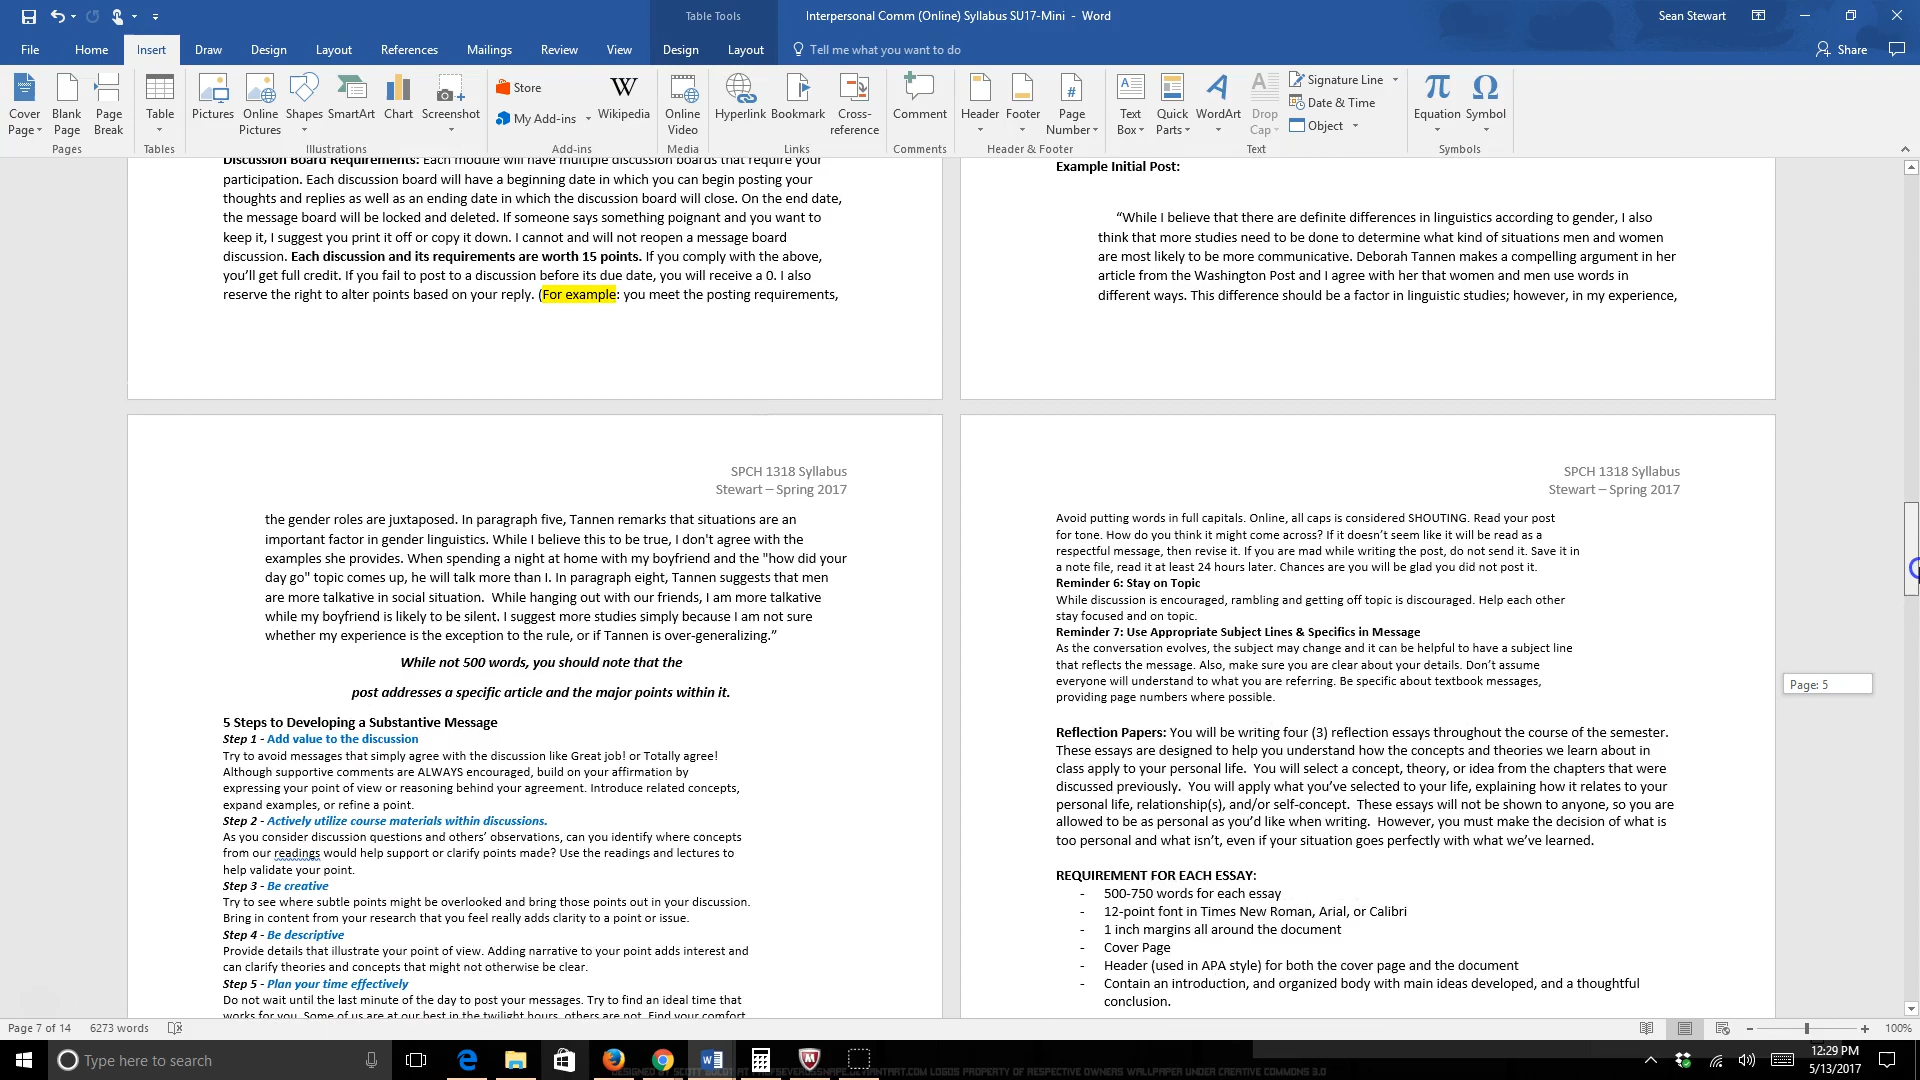 Table Tools
Interpersonal Comm (Online) Syllabus SU17-Mini - Word
Sean Stewart
File
Home
Insert
Draw
Design
Layout
References
Mailings
Review
View
Design
Layout
Tell me what you want to do
Share
Cover Page
Blank Page
Page Break
Table
Pictures
Online Pictures
Shapes
SmartArt
Chart
Screenshot
Store
My Add-ins
W
Wikipedia
Online Video
Hyperlink
Bookmark
Cross-reference
Comment
Header
Footer
Page Number
Text Box
Quick Parts
WordArt
Drop Cap
Signature Line
Date & Time
Object
π
Equation
Ω
Symbol
Pages
Tables
Illustrations
Add-ins
Media
Links
Comments
Header & Footer
Text
Symbols
Discussion Board Requirements: Each module will have multiple discussion boards that require your
participation. Each discussion board will have a beginning date in which you can begin posting your
thoughts and replies as well as an ending date in which the discussion board will close. On the end date,
the message board will be locked and deleted. If someone says something poignant and you want to
keep it, I suggest you print it off or copy it down. I cannot and will not reopen a message board
discussion. Each discussion and its requirements are worth 15 points. If you comply with the above,
you'll get full credit. If you fail to post to a discussion before its due date, you will receive a 0. I also
reserve the right to alter points based on your reply. (For example: you meet the posting requirements,
Example Initial Post:
“While I believe that there are definite differences in linguistics according to gender, I also
think that more studies need to be done to determine what kind of situations men and women
are most likely to be more communicative. Deborah Tannen makes a compelling argument in her
article from the Washington Post and I agree with her that women and men use words in
different ways. This difference should be a factor in linguistic studies; however, in my experience,
SPCH 1318 Syllabus
Stewart – Spring 2017
the gender roles are juxtaposed. In paragraph five, Tannen remarks that situations are an
important factor in gender linguistics. While I believe this to be true, I don't agree with the
examples she provides. When spending a night at home with my boyfriend and the "how did your
day go" topic comes up, he will talk more than I. In paragraph eight, Tannen suggests that men
are more talkative in social situation.  While hanging out with our friends, I am more talkative
while my boyfriend is likely to be silent. I suggest more studies simply because I am not sure
whether my experience is the exception to the rule, or if Tannen is over-generalizing.”
While not 500 words, you should note that the
post addresses a specific article and the major points within it.
5 Steps to Developing a Substantive Message
Step 1 - Add value to the discussion
Try to avoid messages that simply agree with the discussion like Great job! or Totally agree!
Although supportive comments are ALWAYS encouraged, build on your affirmation by
expressing your point of view or reasoning behind your agreement. Introduce related concepts,
expand examples, or refine a point.
Step 2 - Actively utilize course materials within discussions.
As you consider discussion questions and others’ observations, can you identify where concepts
from our readings would help support or clarify points made? Use the readings and lectures to
help validate your point.
Step 3 - Be creative
Try to see where subtle points might be overlooked and bring those points out in your discussion.
Bring in content from your research that you feel really adds clarity to a point or issue.
Step 4 - Be descriptive
Provide details that illustrate your point of view. Adding narrative to your point adds interest and
can clarify theories and concepts that might not otherwise be clear.
Step 5 - Plan your time effectively
Do not wait until the last minute of the day to post your messages. Try to find an ideal time that
works for you. Some of us are at our best in the twilight hours, others are not. Find your comfort
SPCH 1318 Syllabus
Stewart – Spring 2017
Avoid putting words in full capitals. Online, all caps is considered SHOUTING. Read your post
for tone. How do you think it might come across? If it doesn’t seem like it will be read as a
respectful message, then revise it. If you are mad while writing the post, do not send it. Save it in
a note file, read it at least 24 hours later. Chances are you will be glad you did not post it.
Reminder 6: Stay on Topic
While discussion is encouraged, rambling and getting off topic is discouraged. Help each other
stay focused and on topic.
Reminder 7: Use Appropriate Subject Lines & Specifics in Message
As the conversation evolves, the subject may change and it can be helpful to have a subject line
that reflects the message. Also, make sure you are clear about your details. Don’t assume
everyone will understand to what you are referring. Be specific about textbook messages,
providing page numbers where possible.
Page: 5
Reflection Papers: You will be writing four (3) reflection essays throughout the course of the semester.
These essays are designed to help you understand how the concepts and theories we learn about in
class apply to your personal life.  You will select a concept, theory, or idea from the chapters that were
discussed previously.  You will apply what you’ve selected to your life, explaining how it relates to your
personal life, relationship(s), and/or self-concept.  These essays will not be shown to anyone, so you are
allowed to be as personal as you’d like when writing.  However, you must make the decision of what is
too personal and what isn’t, even if your situation goes perfectly with what we’ve learned.
REQUIREMENT FOR EACH ESSAY:
- 500-750 words for each essay
- 12-point font in Times New Roman, Arial, or Calibri
- 1 inch margins all around the document
- Cover Page
- Header (used in APA style) for both the cover page and the document
- Contain an introduction, and organized body with main ideas developed, and a thoughtful
conclusion.
Page 7 of 14
6273 words
100%
Type here to search
12:29 PM
5/13/2017